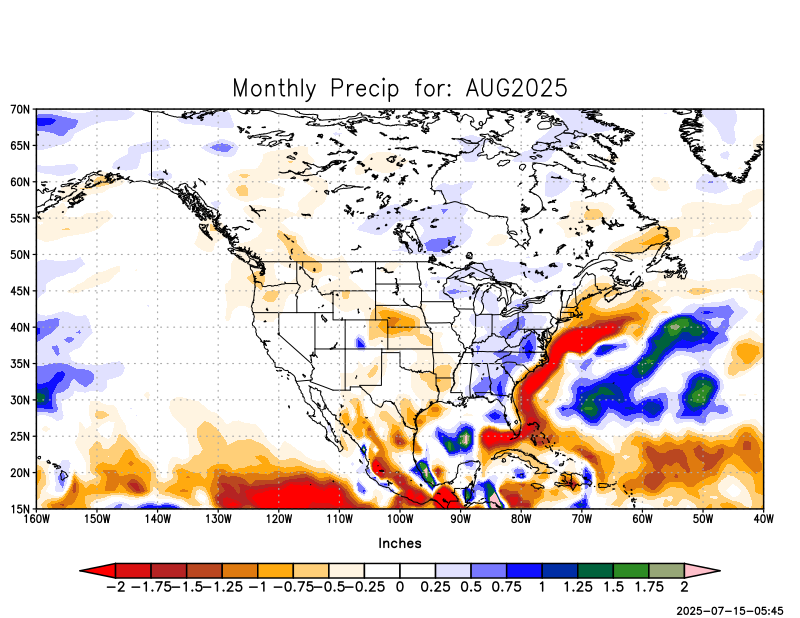 Monthly Precip for: AUG2025
70N
65N
60N
55N
50N
45N
40N
35N
30N
25N
20N
15N
160W 150W 140W 130W 120W 110W 100W 90W 80W 70W 60W 50W 40W
Inches
-2 -1.75 -1.5 -1.25 -1 -0.75 -0.5 -0.25 0 0.25 0.5 0.75 1 1.25 1.5 1.75 2
2025-07-15-05:45